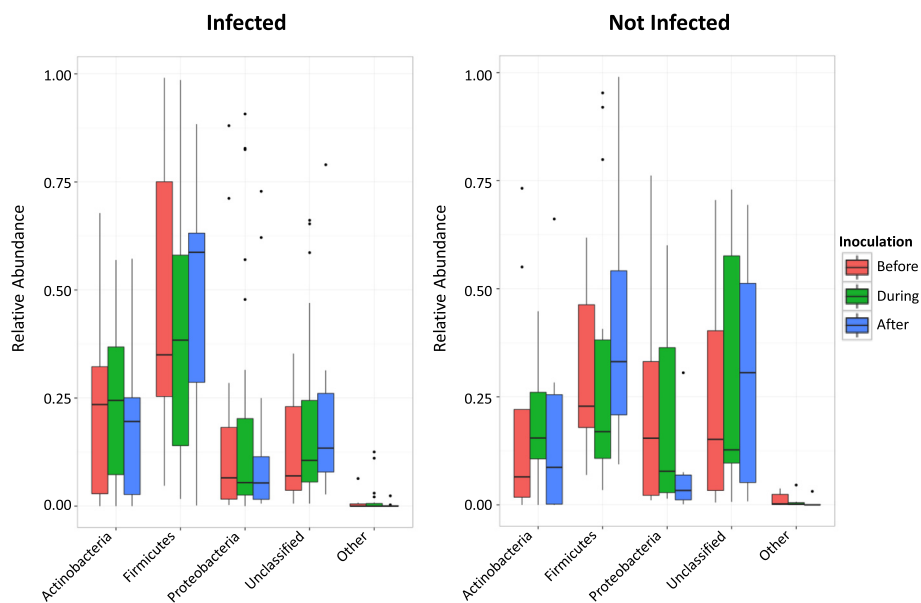 Infected
Not Infected
Relative Abundance
1.00
0.75
0.50
0.25
0.00
Actinobacteria
Firmicutes
Proteobacteria
Unclassified
Other
Relative Abundance
1.00
0.75
0.50
0.25
0.00
Actinobacteria
Firmicutes
Proteobacteria
Unclassified
Other
Inoculation
Before
During
After